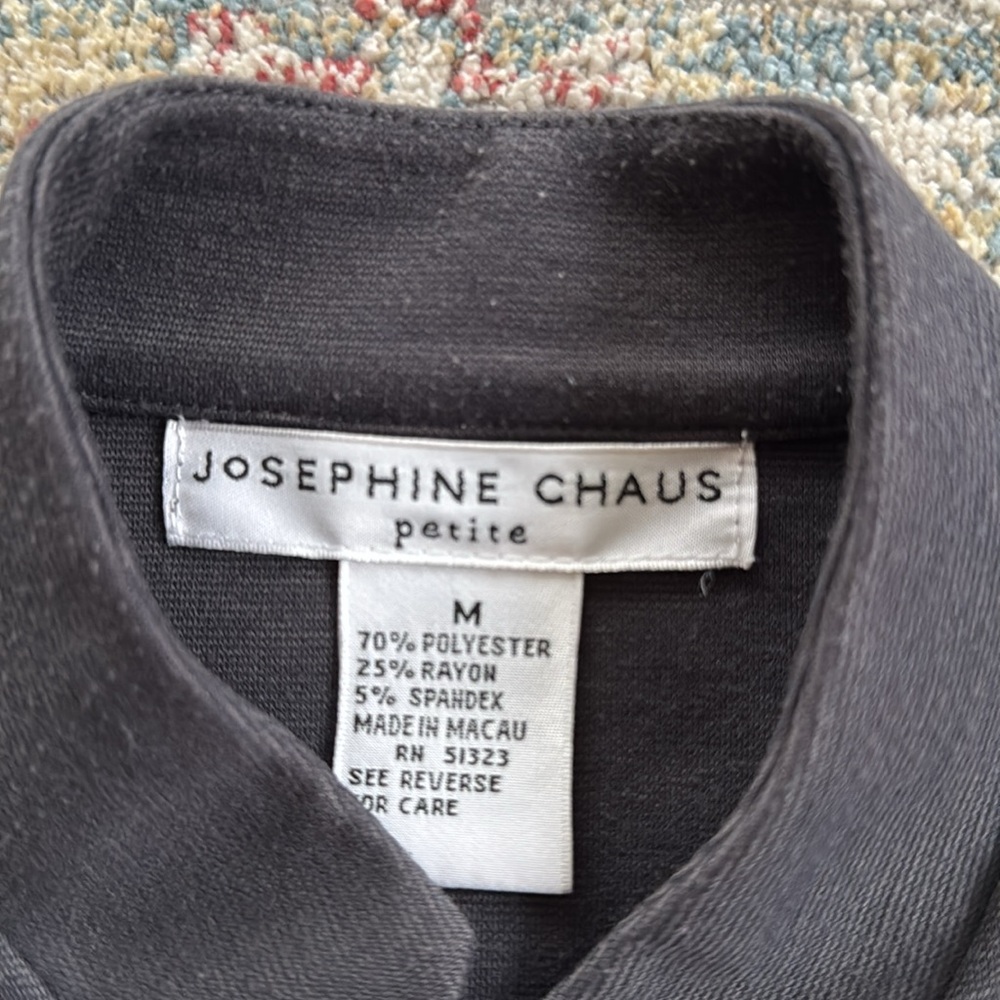 JoSEPHINE CHAUS
petite
M
70% POLYESTER
25% RAYON
5% SPANDEX
MADE IN MACAU
RN 51323
SEE REVERSE
FOR CARE